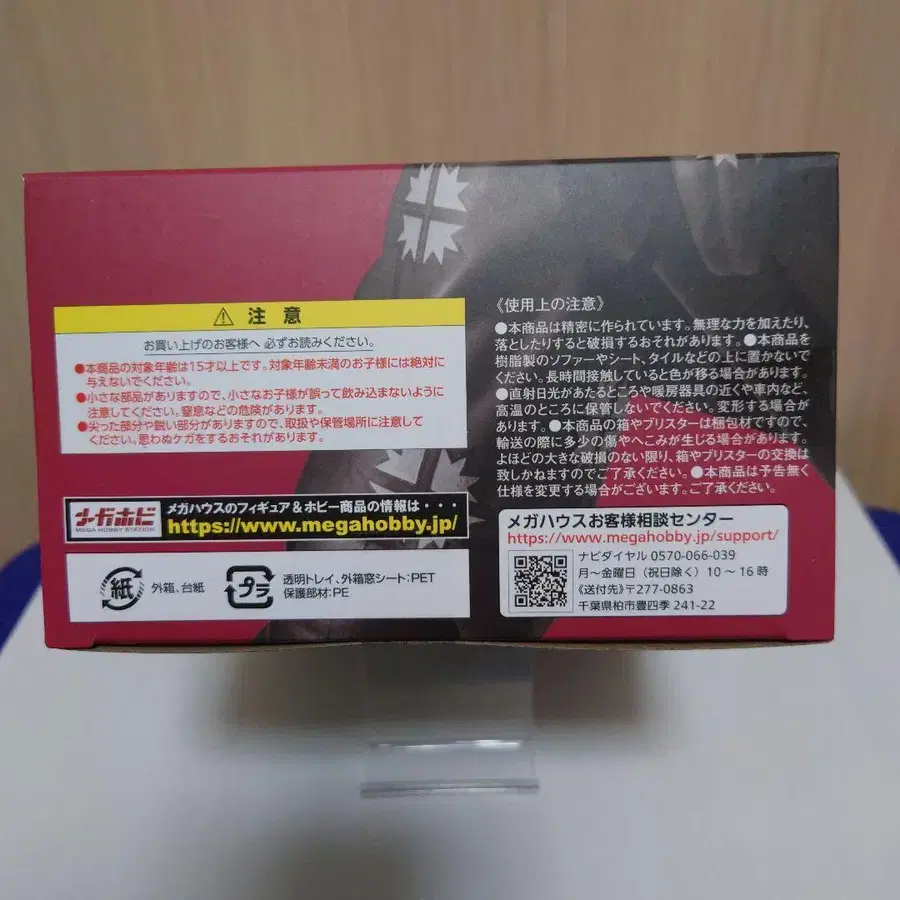 ⚠ 注意
お買い上げのお客様へ 必ずお読みください。
●本商品の対象年齢は15才以上です。対象年齢未満のお子様には絶対に
与えないでください。
●小さな部品がありますので、小さなお子様が誤って飲み込まないように
注意してください。窒息などの危険があります。
●尖った部分や鋭い部分がありますので、取扱や保管場所に注意して
ください。思わぬケガをするおそれがあります。
メガホビ
MEGA HOBBY STATION
メガハウスのフィギュア&ホビー商品の情報は・・・
https://www.megahobby.jp/
紙
外箱、台紙
プラ
透明トレイ、外箱窓シート:PET
保護部材:PE
《使用上の注意》
●本商品は精密に作られています。無理な力を加えたり、
落としたりすると破損するおそれがあります。●本商品を
樹脂製のソファーやシート、タイルなどの上に置かないで
ください。長時間接触していると色が移る場合があります。
●直射日光があたるところや暖房器具の近くや車内など、
高温のところに保管しないでください。変形する場合が
あります。●本商品の箱やブリスターは梱包材ですので、
輸送の際に多少の傷やへこみが生じる場合があります。
よほどの大きな破損のない限り、箱やブリスターの交換は
致しかねますのでご了承ください。●本商品は予告無く
仕様を変更する場合がございます。ご了承ください。
メガハウスお客様相談センター
https://www.megahobby.jp/support/
ナビダイヤル 0570-066-039
月~金曜日(祝日除く)10~16時
《送付先》〒277-0863
千葉県柏市豊四季 241-22